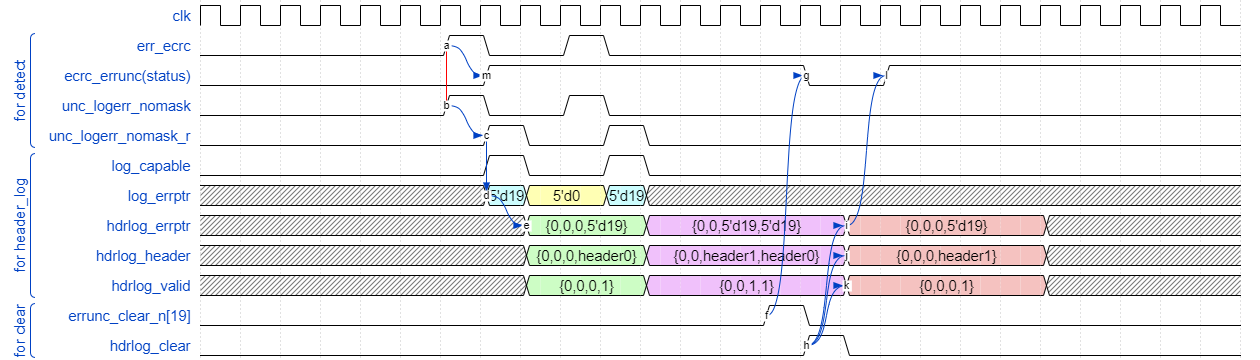 clk
for detect
err_ecrc
a
ecrc_errunc(status)
m
g
l
unc_logerr_nomask
b
unc_logerr_nomask_r
c
for header_log
log_capable
log_errptr
d
5'd19
5'd0
5'd19
hdrlog_errptr
e
{0,0,0,5'd19}
{0,0,5'd19,5'd19}
i
{0,0,0,5'd19}
hdrlog_header
{0,0,0,header0}
{0,0,header1,header0}
j
{0,0,0,header1}
hdrlog_valid
{0,0,0,1}
{0,0,1,1}
k
{0,0,0,1}
for clear
errunc_clear_n[19]
f
hdrlog_clear
h